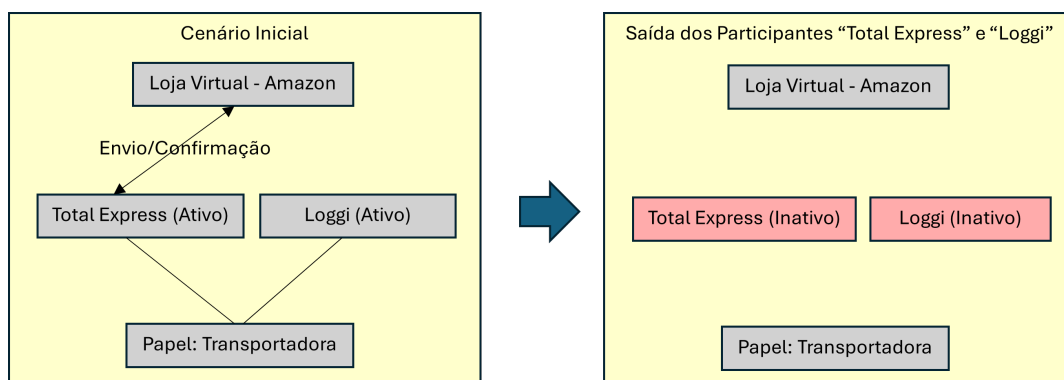 Cenário Inicial
Loja Virtual - Amazon
Envio/Confirmação
Total Express (Ativo)
Loggi (Ativo)
Papel: Transportadora
Saída dos Participantes “Total Express” e “Loggi”
Loja Virtual - Amazon
Total Express (Inativo)
Loggi (Inativo)
Papel: Transportadora